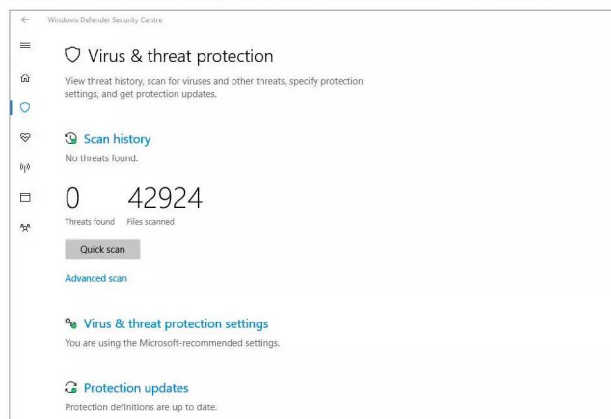 Windows Defender Security Centre
Virus & threat protection
View threat history, scan for viruses and other threats, specify protection
settings, and get protection updates.
Scan history
No threats found.
0 42924
Threats found Files scanned
Quick scan
Advanced scan
Virus & threat protection settings
You are using the Microsoft-recommended settings.
Protection updates
Protection definitions are up to date.